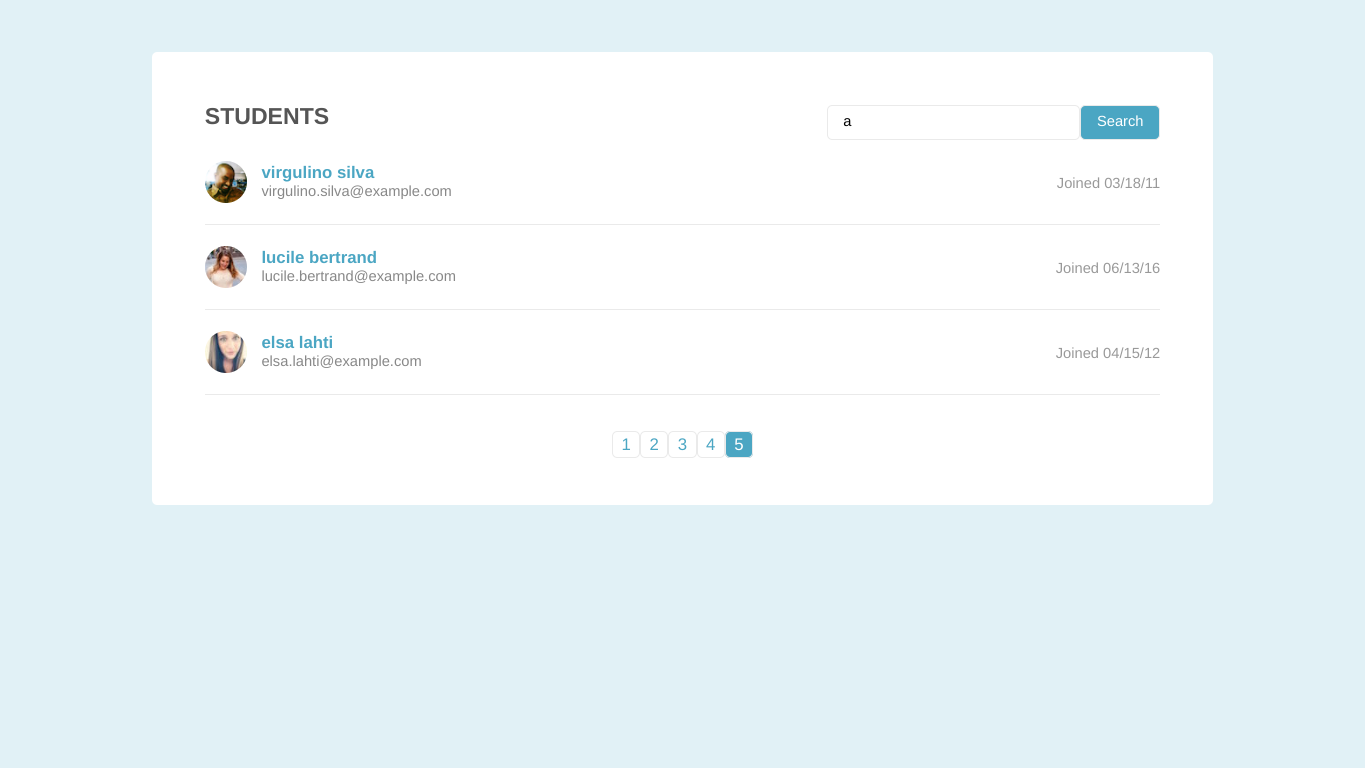 STUDENTS
a
Search
virgulino silva
virgulino.silva@example.com
Joined 03/18/11
lucile bertrand
lucile.bertrand@example.com
Joined 06/13/16
elsa lahti
elsa.lahti@example.com
Joined 04/15/12
1 2 3 4 5